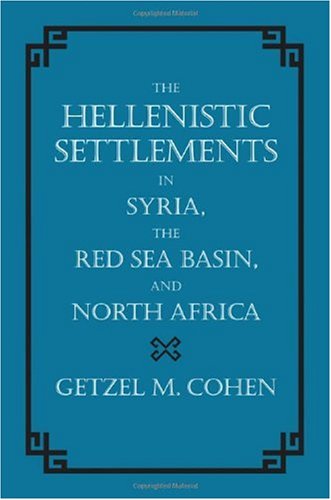 THE
HELLENISTIC
SETTLEMENTS
IN
SYRIA,
THE
RED SEA BASIN,
AND
NORTH AFRICA
GETZEL M. COHEN